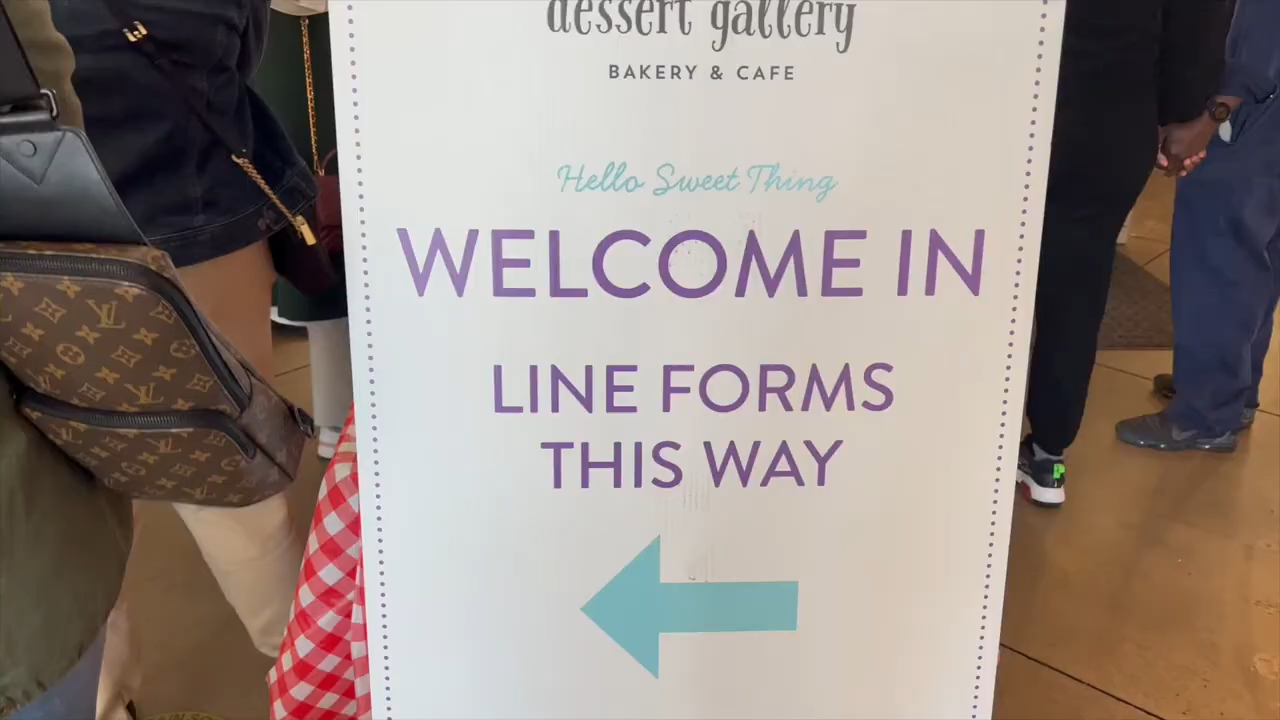 dessert gallery
BAKERY & CAFE
Hello Sweet Thing
WELCOME IN
LINE FORMS
THIS WAY